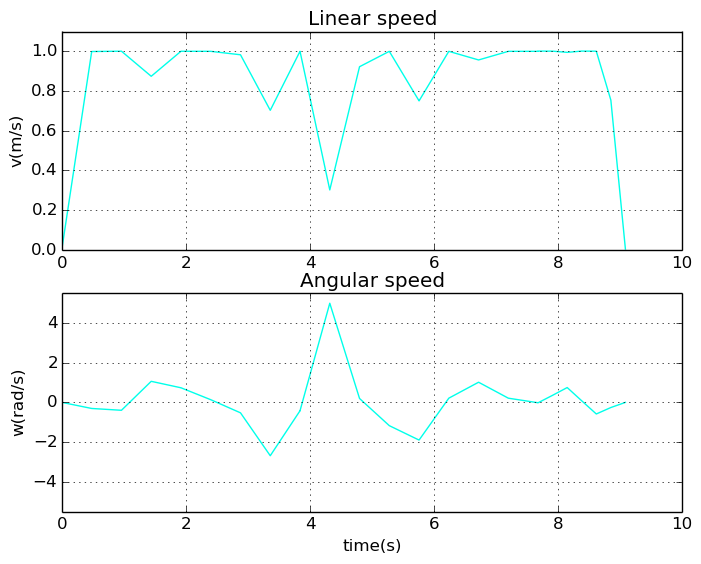 Linear speed
1.0
0.8
0.6
0.4
0.2
0.0
v(m/s)
0 2 4 6 8 10
Angular speed
4
2
0
−2
−4
w(rad/s)
0 2 4 6 8 10
time(s)